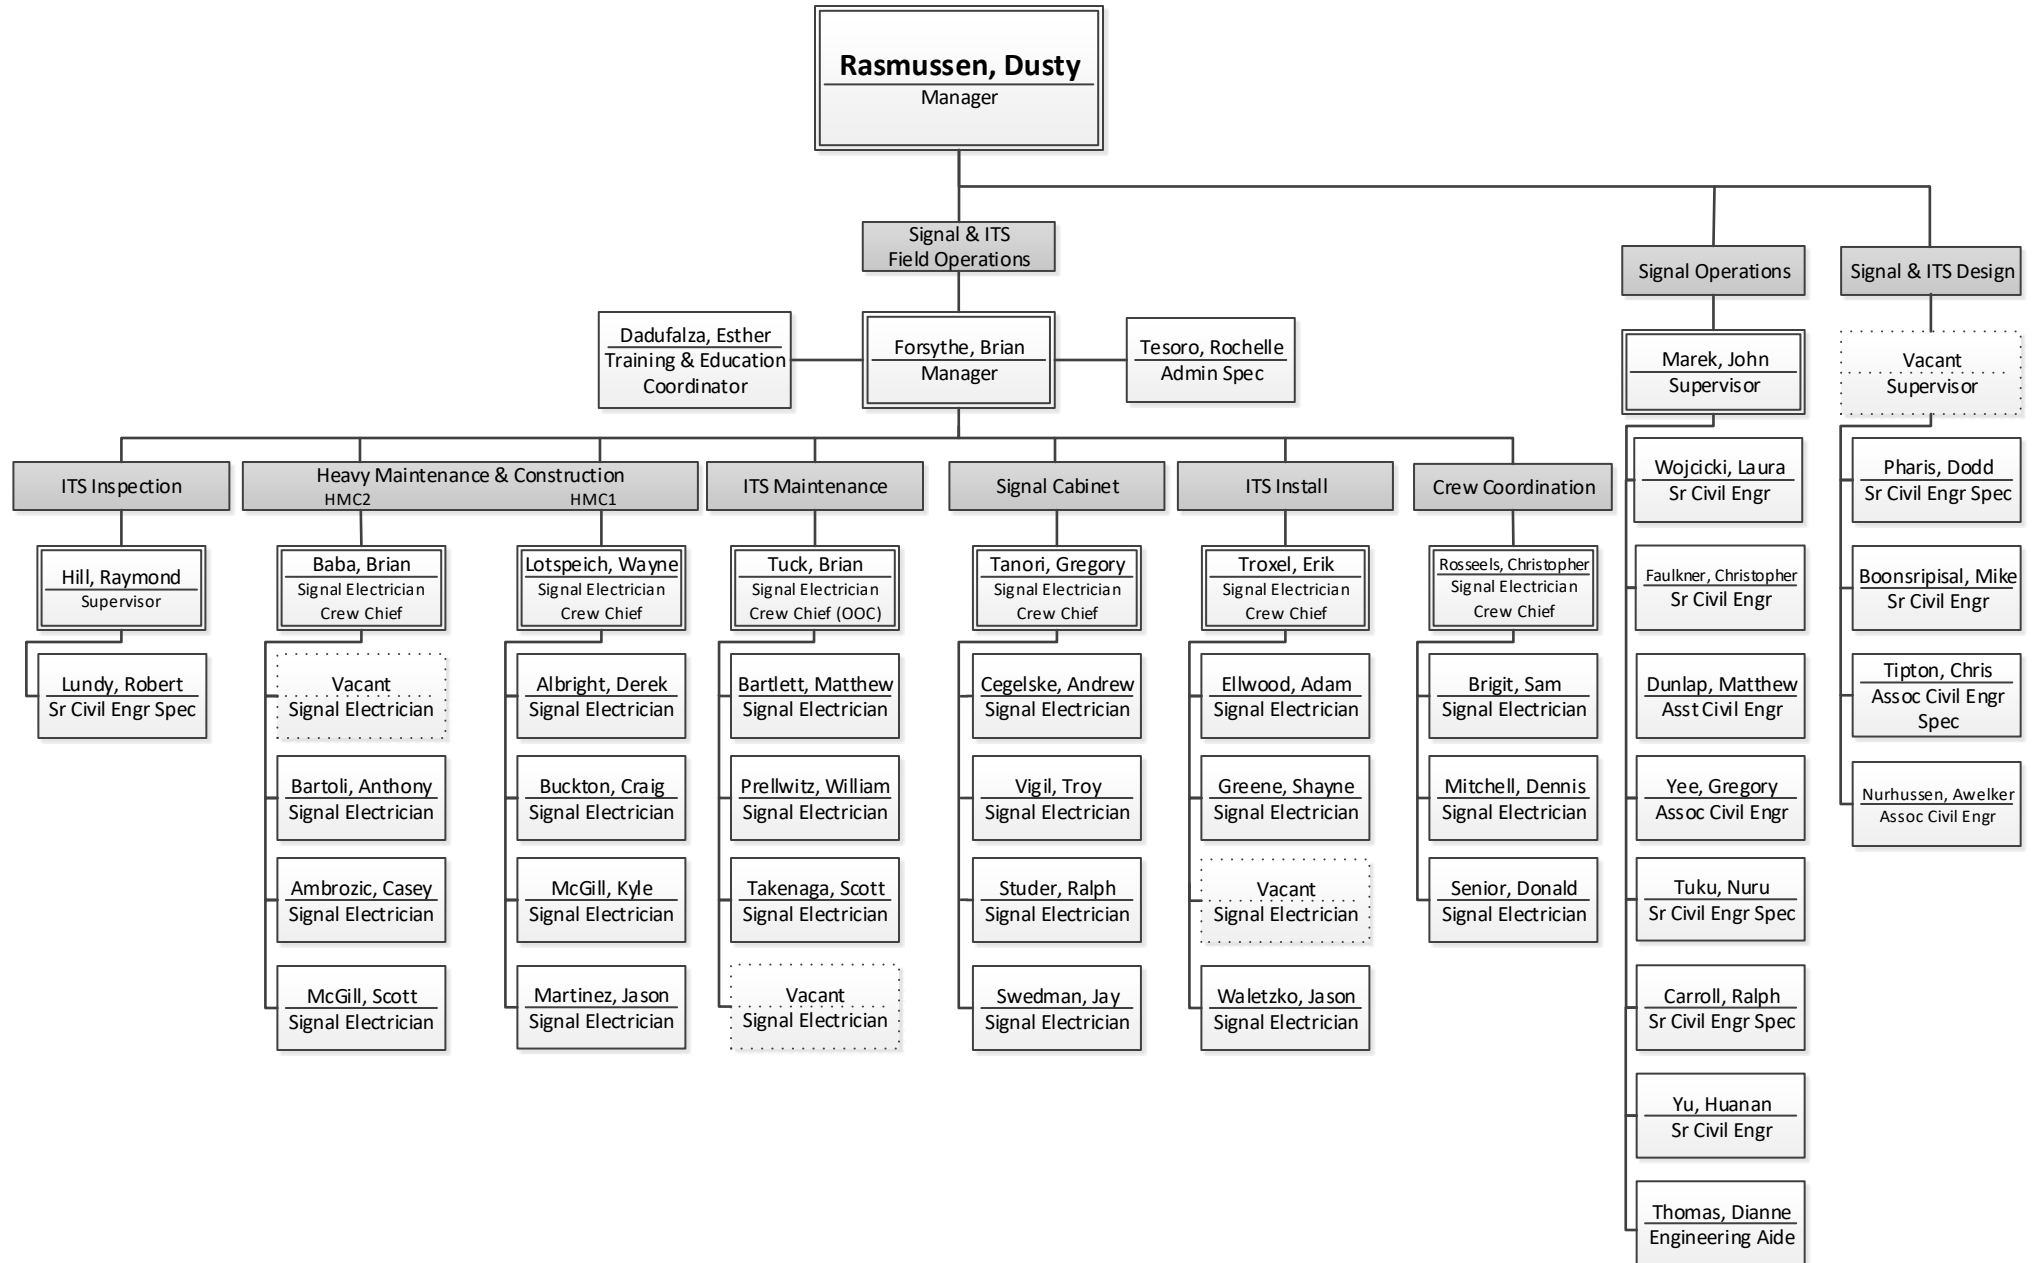 Rasmussen, Dusty
Manager
Signal & ITS
Field Operations
Signal Operations
Signal & ITS Design
Dadufalza, Esther
Training & Education
Coordinator
Forsythe, Brian
Manager
Tesoro, Rochelle
Admin Spec
Marek, John
Supervisor
Vacant
Supervisor
ITS Inspection
Hill, Raymond
Supervisor
Lundy, Robert
Sr Civil Engr Spec
Heavy Maintenance & Construction
HMC2
HMC1
Baba, Brian
Signal Electrician
Crew Chief
Vacant
Signal Electrician
Bartoli, Anthony
Signal Electrician
Ambrozic, Casey
Signal Electrician
McGill, Scott
Signal Electrician
Lotspeich, Wayne
Signal Electrician
Crew Chief
Albright, Derek
Signal Electrician
Buckton, Craig
Signal Electrician
McGill, Kyle
Signal Electrician
Martinez, Jason
Signal Electrician
ITS Maintenance
Tuck, Brian
Signal Electrician
Crew Chief (OOC)
Bartlett, Matthew
Signal Electrician
Prellwitz, William
Signal Electrician
Takenaga, Scott
Signal Electrician
Vacant
Signal Electrician
Signal Cabinet
Tanori, Gregory
Signal Electrician
Crew Chief
Cegelske, Andrew
Signal Electrician
Vigil, Troy
Signal Electrician
Studer, Ralph
Signal Electrician
Swedman, Jay
Signal Electrician
ITS Install
Troxel, Erik
Signal Electrician
Crew Chief
Ellwood, Adam
Signal Electrician
Greene, Shayne
Signal Electrician
Vacant
Signal Electrician
Waletzko, Jason
Signal Electrician
Crew Coordination
Rosseels, Christopher
Signal Electrician
Crew Chief
Brigit, Sam
Signal Electrician
Mitchell, Dennis
Signal Electrician
Senior, Donald
Signal Electrician
Wojcicki, Laura
Sr Civil Engr
Faulkner, Christopher
Sr Civil Engr
Dunlap, Matthew
Asst Civil Engr
Yee, Gregory
Assoc Civil Engr
Tuku, Nuru
Sr Civil Engr Spec
Carroll, Ralph
Sr Civil Engr Spec
Yu, Huanan
Sr Civil Engr
Thomas, Dianne
Engineering Aide
Pharis, Dodd
Sr Civil Engr Spec
Boonsripisal, Mike
Sr Civil Engr
Tipton, Chris
Assoc Civil Engr
Spec
Nurhussen, Awelker
Assoc Civil Engr